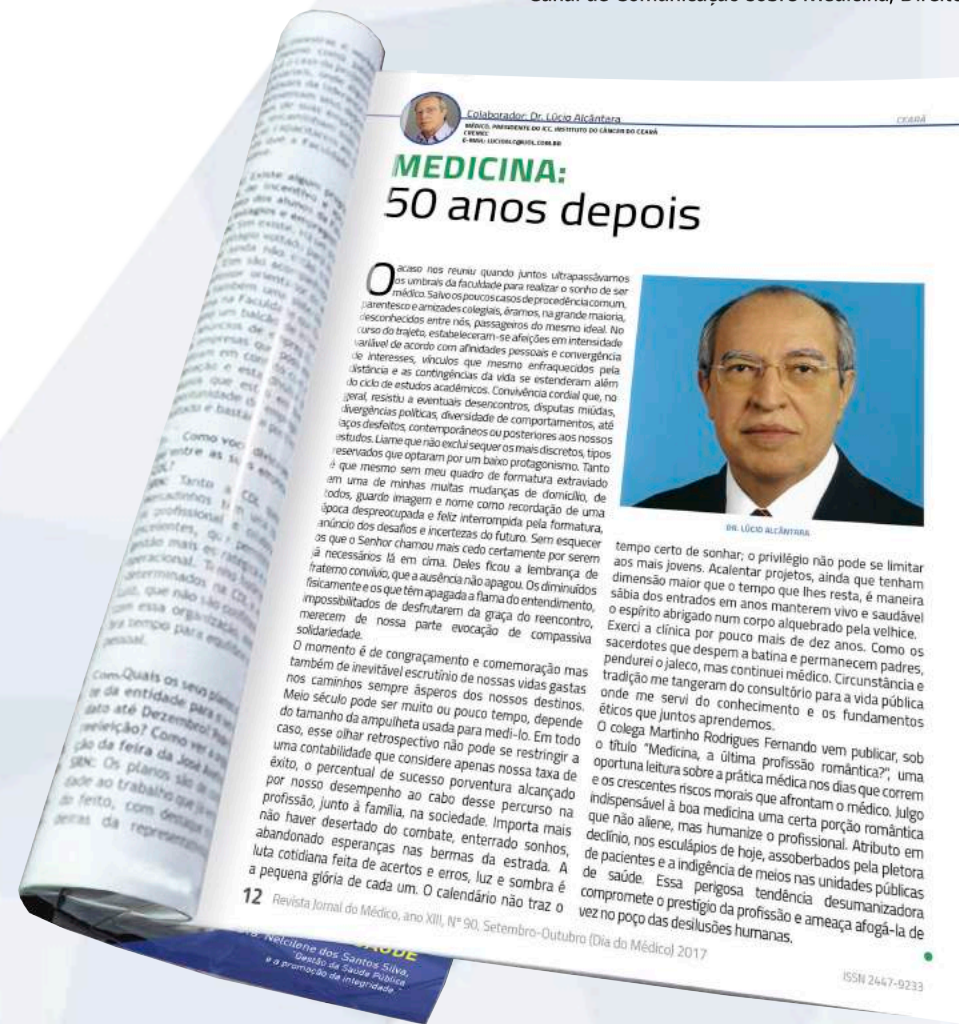 Colaborador: Dr. Lúcio Alcântara
CEARÁ
MÉDICO, PRESIDENTE DO ICC, INSTITUTO DO CÂNCER DO CEARÁ
CREMEC
MEDICINA:
50 anos depois
O acaso nos reuniu quando juntos ultrapassávamos
os umbrais da faculdade para realizar o sonho de ser
médico. Salvo os poucos casos de procedência comum,
parentesco e amizades colegiais, éramos, na grande maioria,
desconhecidos entre nós, passageiros do mesmo ideal. No
curso do trajeto, estabeleceram-se afeições em intensidade
variável de acordo com afinidades pessoais e convergência
de interesses, vínculos que mesmo enfraquecidos pela
distância e as contingências da vida se estenderam além
do ciclo de estudos acadêmicos. Convivência cordial que, no
geral, resistiu a eventuais desencontros, disputas miúdas,
divergências políticas, diversidade de comportamentos, até
laços desfeitos, contemporâneos ou posteriores aos nossos
estudos. Liame que não exclui sequer os mais discretos, tipos
reservados que optaram por um baixo protagonismo. Tanto
é que mesmo sem meu quadro de formatura extraviado
em uma de minhas muitas mudanças de domicílio, de
todos, guardo imagem e nome como recordação de uma
época despreocupada e feliz interrompida pela formatura,
anúncio dos desafios e incertezas do futuro. Sem esquecer
os que o Senhor chamou mais cedo certamente por serem
já necessários lá em cima. Deles ficou a lembrança de
fraterno convívio, que a ausência não apagou. Os diminuídos
fisicamente e os que têm apagada a flama do entendimento,
impossibilitados de desfrutarem da graça do reencontro,
merecem de nossa parte evocação de compassiva
solidariedade.
O momento é de congraçamento e comemoração mas
também de inevitável escrutínio de nossas vidas gastas
nos caminhos sempre ásperos dos nossos destinos.
Meio século pode ser muito ou pouco tempo, depende
do tamanho da ampulheta usada para medi-lo. Em todo
caso, esse olhar retrospectivo não pode se restringir a
uma contabilidade que considere apenas nossa taxa de
êxito, o percentual de sucesso porventura alcançado
por nosso desempenho ao cabo desse percurso na
profissão, junto à família, na sociedade. Importa mais
não haver desertado do combate, enterrado sonhos,
abandonado esperanças nas bermas da estrada. A
luta cotidiana feita de acertos e erros, luz e sombra é
a pequena glória de cada um. O calendário não traz o
DR. LÚCIO ALCÂNTARA
tempo certo de sonhar; o privilégio não pode se limitar
aos mais jovens. Acalentar projetos, ainda que tenham
dimensão maior que o tempo que lhes resta, é maneira
sábia dos entrados em anos manterem vivo e saudável
o espírito abrigado num corpo alquebrado pela velhice.
Exerci a clínica por pouco mais de dez anos. Como os
sacerdotes que despem a batina e permanecem padres,
pendurei o jaleco, mas continuei médico. Circunstância e
tradição me tangeram do consultório para a vida pública
onde me servi do conhecimento e os fundamentos
éticos que juntos aprendemos.
O colega Martinho Rodrigues Fernando vem publicar, sob
o título "Medicina, a última profissão romântica?", uma
oportuna leitura sobre a prática médica nos dias que correm
e os crescentes riscos morais que afrontam o médico. Julgo
indispensável à boa medicina uma certa porção romântica
que não aliene, mas humanize o profissional. Atributo em
declínio, nos esculápios de hoje, assoberbados pela pletora
de pacientes e a indigência de meios nas unidades públicas
de saúde. Essa perigosa tendência desumanizadora
compromete o prestígio da profissão e ameaça afogá-la de
vez no poço das desilusões humanas.
12 Revista Jornal do Médico, ano XIII, Nº 90, Setembro-Outubro (Dia do Médico) 2017
ISSN 2447-9233
Nelcilene dos Santos Silva,
"Gestão da Saúde Pública
e a promoção da integridade."